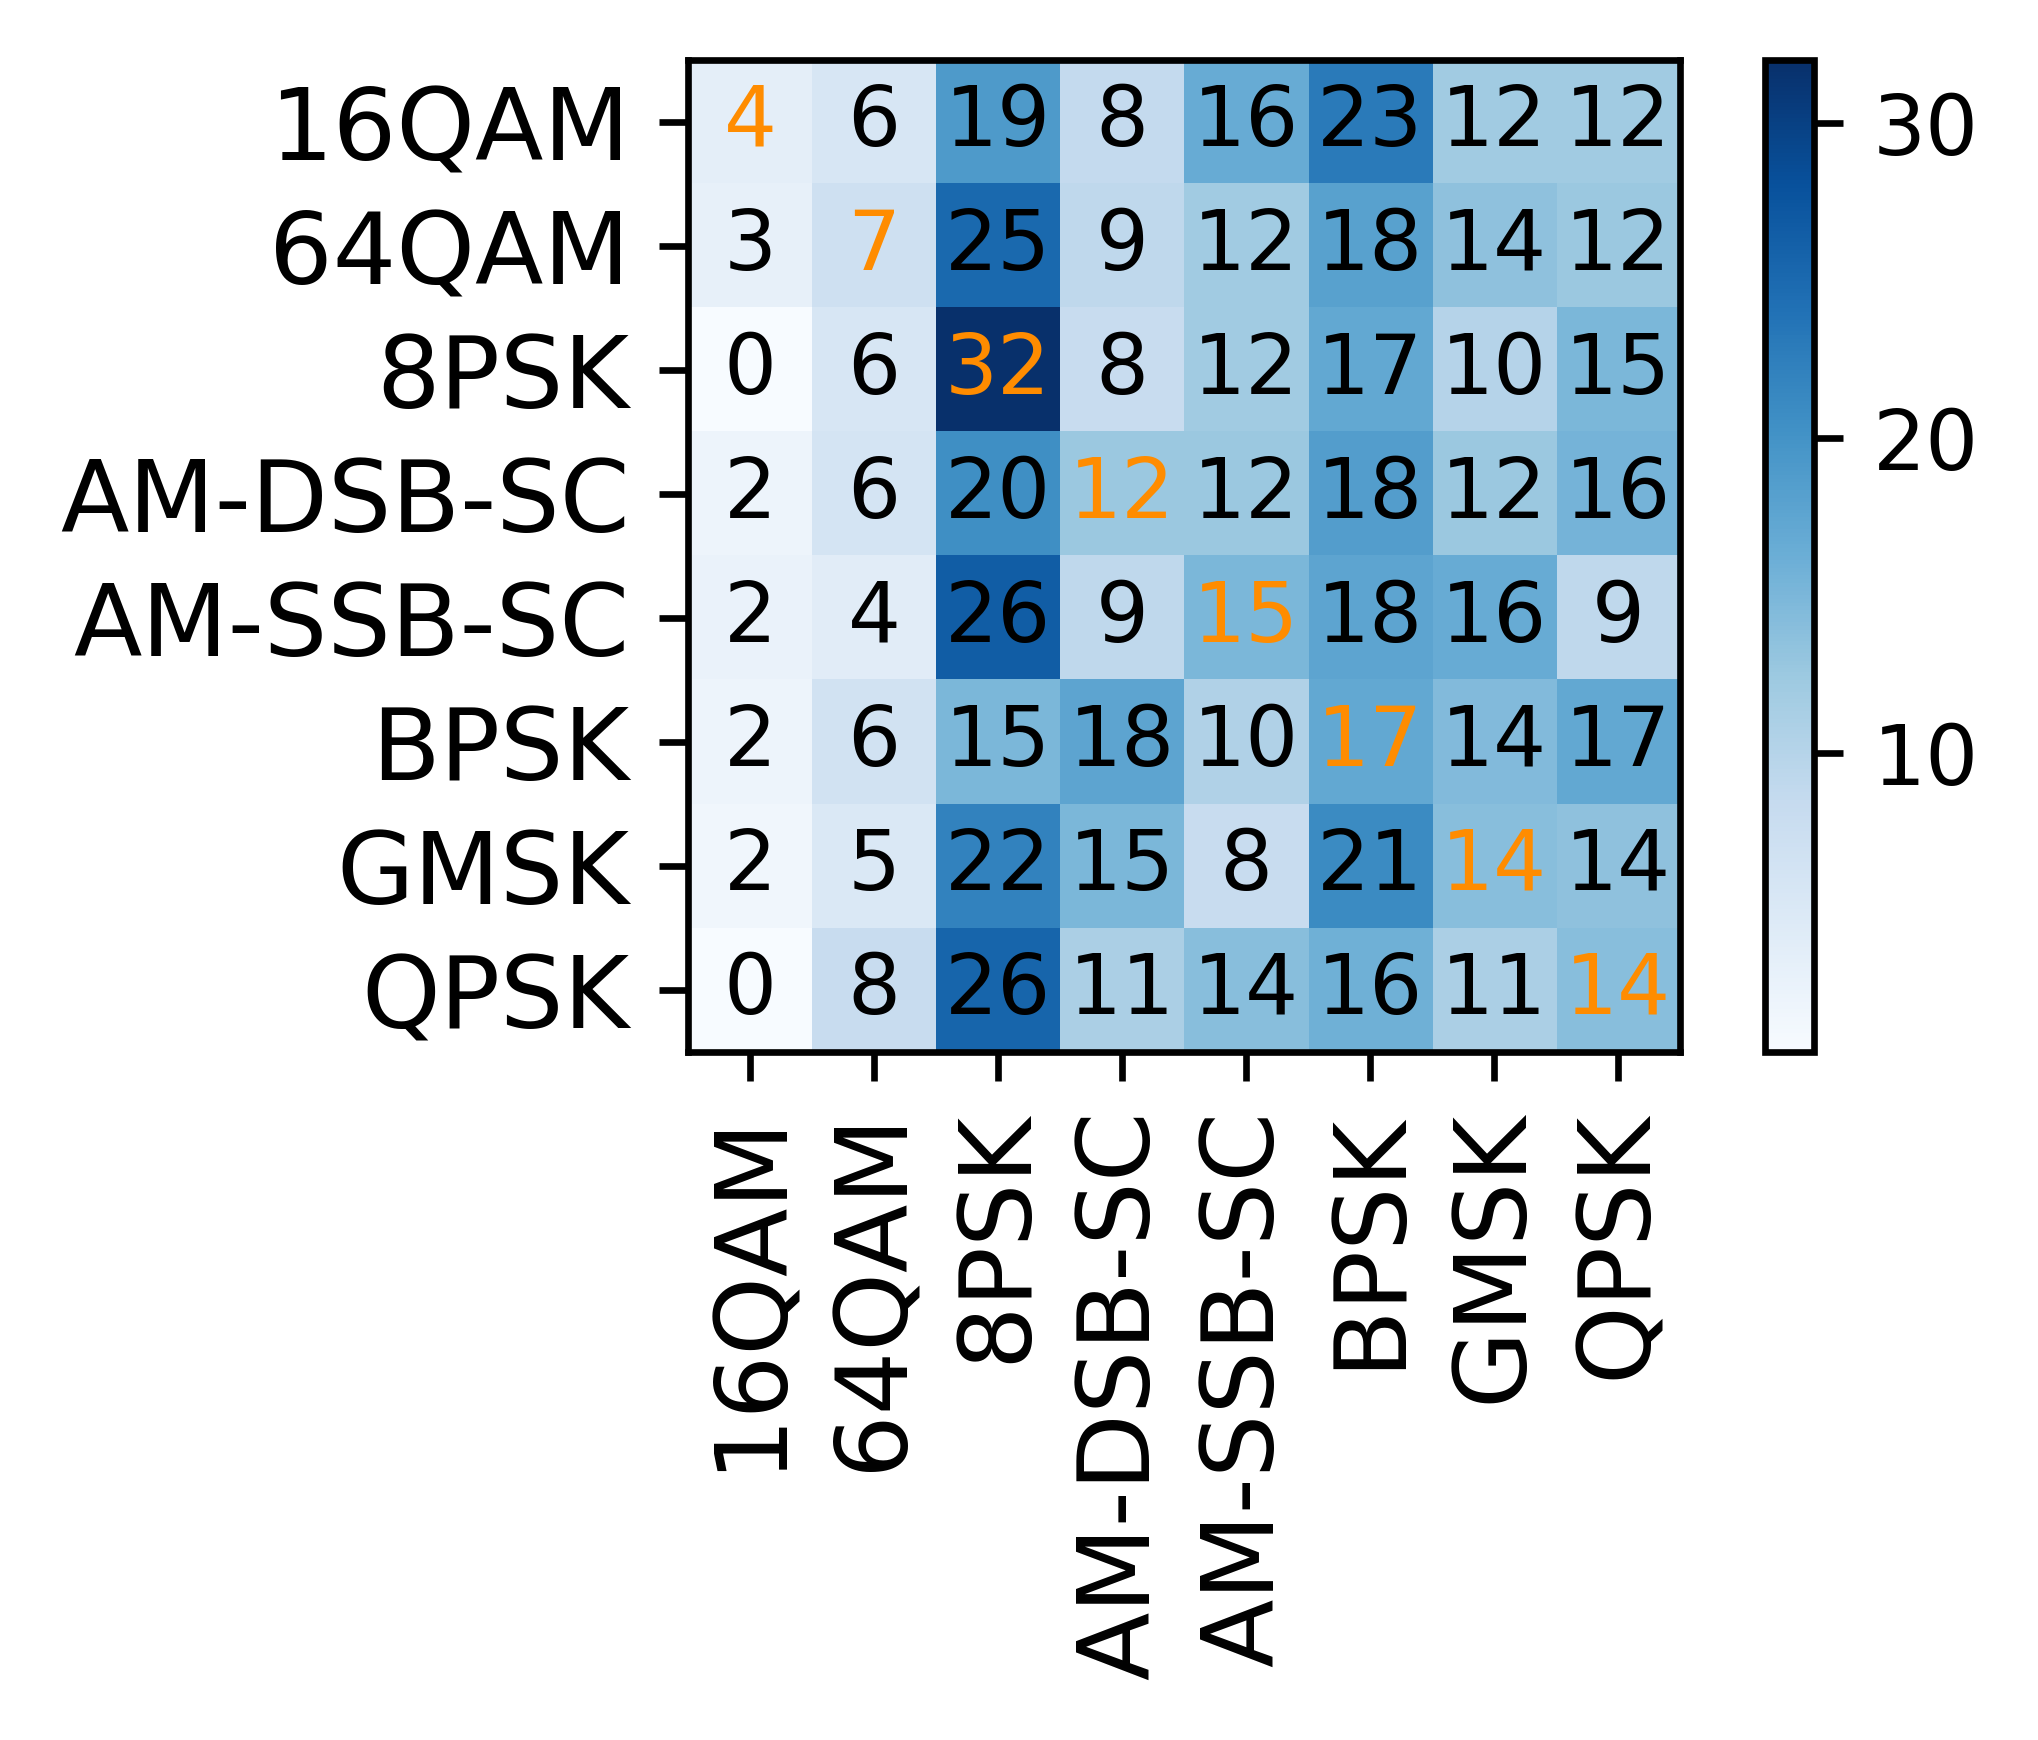 16QAM 4 6 19 8 16 23 12 12
64QAM 3 7 25 9 12 18 14 12
8PSK 0 6 32 8 12 17 10 15
AM-DSB-SC 2 6 20 12 12 18 12 16
AM-SSB-SC 2 4 26 9 15 18 16 9
BPSK 2 6 15 18 10 17 14 17
GMSK 2 5 22 15 8 21 14 14
QPSK 0 8 26 11 14 16 11 14
16QAM
64QAM
8PSK
AM-DSB-SC
AM-SSB-SC
BPSK
GMSK
QPSK
30
20
10